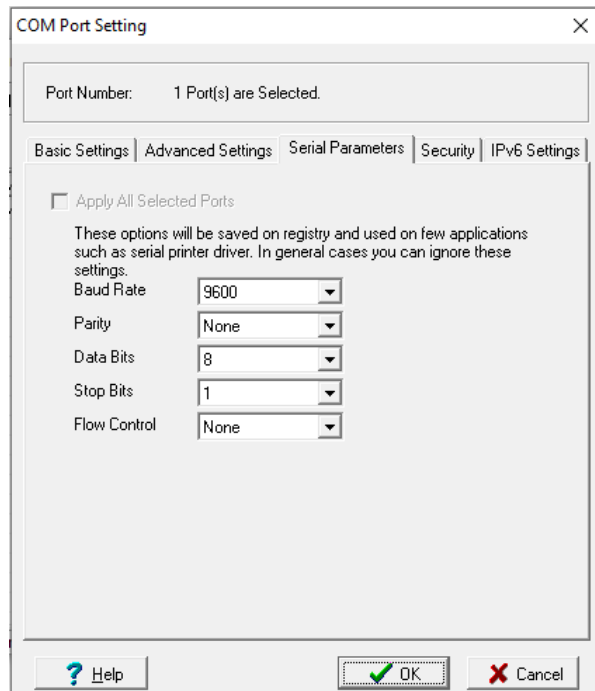 COM Port Setting
Port Number: 1 Port(s) are Selected.
Basic Settings Advanced Settings Serial Parameters Security IPv6 Settings
Apply All Selected Ports
These options will be saved on registry and used on few applications
such as serial printer driver. In general cases you can ignore these
settings.
Baud Rate 9600
Parity None
Data Bits 8
Stop Bits 1
Flow Control None
Help OK Cancel